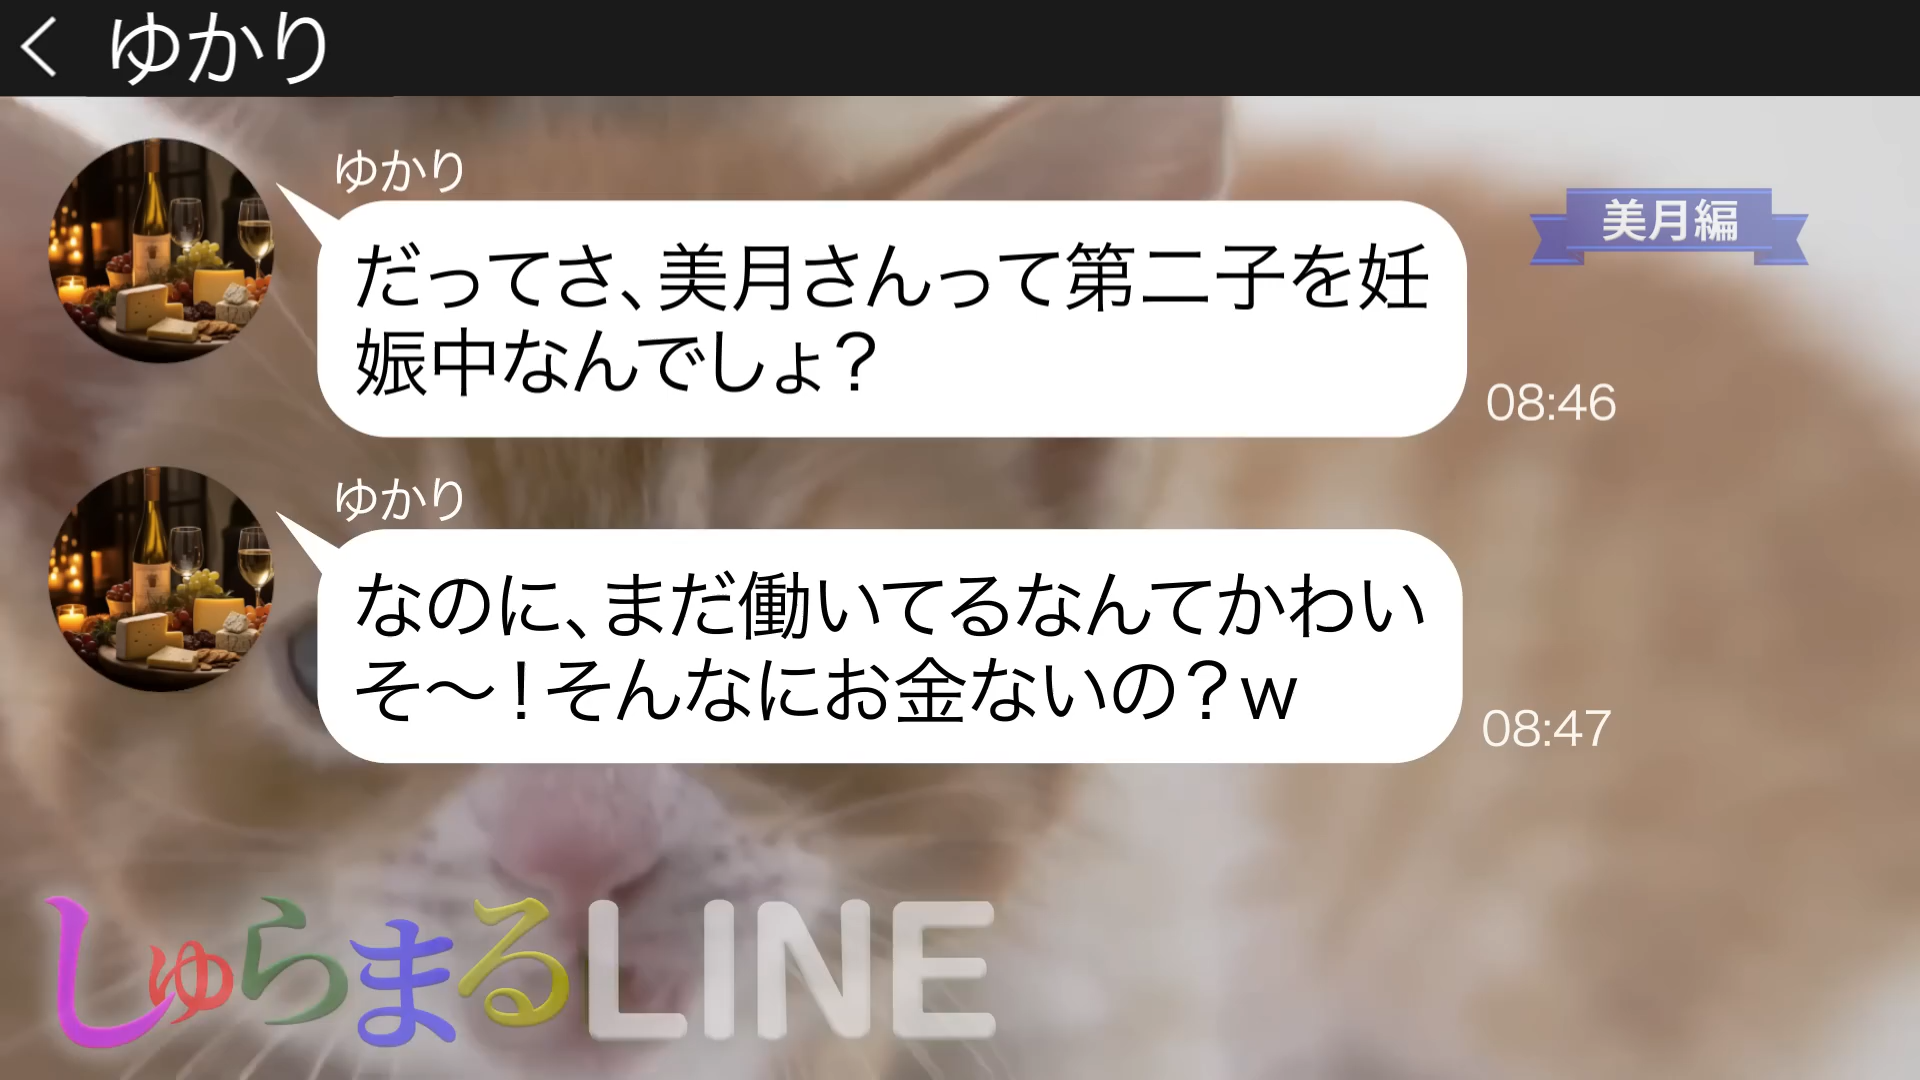 ゆかり
ゆかり
美月編
だってさ、美月さんって第二子を妊
娠中なんでしょ？
08:46
ゆかり
なのに、まだ働いてるなんてかわい
そ～！そんなにお金ないの？w
08:47
しゅらまるLINE